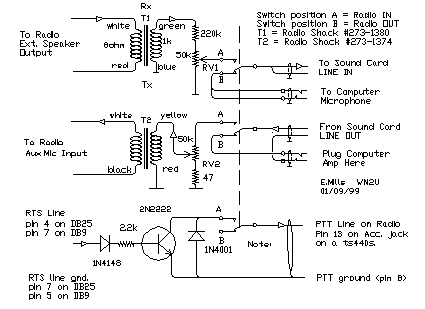 Rx
T1
white
green
To Radio
Ext. Speaker
Output
8ohm
1k
red
blue
220k
50k
RV1
A
B
Switch position A = Radio IN
Switch position B = Radio OUT
T1 = Radio Shack #273-1380
T2 = Radio Shack #273-1374
To Sound Card
LINE IN
To Computer
Microphone
Tx
white
T2
yellow
To Radio
Aux Mic Input
black
red
50k
RV2
47
A
B
From Sound Card
LINE OUT
Plug Computer
Amp Here
E.Mills WN2U
01/09/99
RTS Line
pin 4 on DB25
pin 7 on DB9
2N2222
2.2k
1N4148
1N4001
A
B
Note:
PTT Line on Radio
Pin 13 on Acc. jack
on a ts440s.
RTS Line gnd.
pin 7 on DB25
pin 5 on DB9
PTT ground (pin 8)